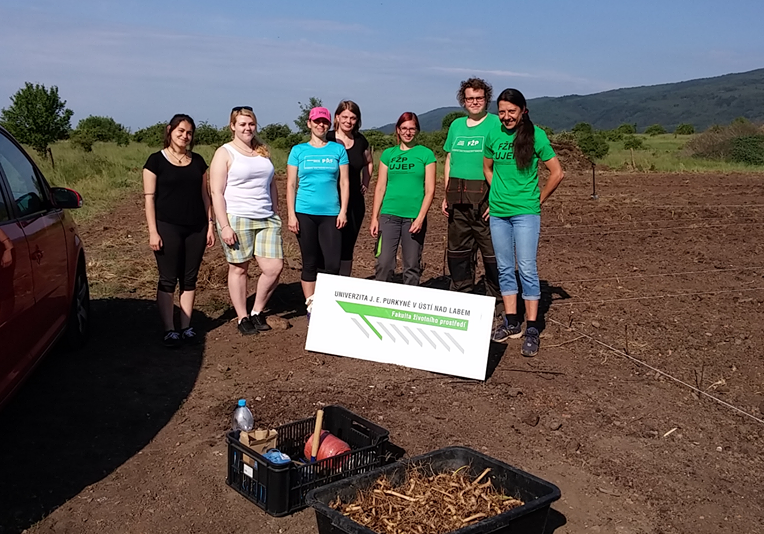 FŽP
UJEP
FŽP
FŽP
UJEP
UNIVERZITA J. E. PURKYNĚ V ÚSTÍ NAD LABEM
Fakulta životního prostředí